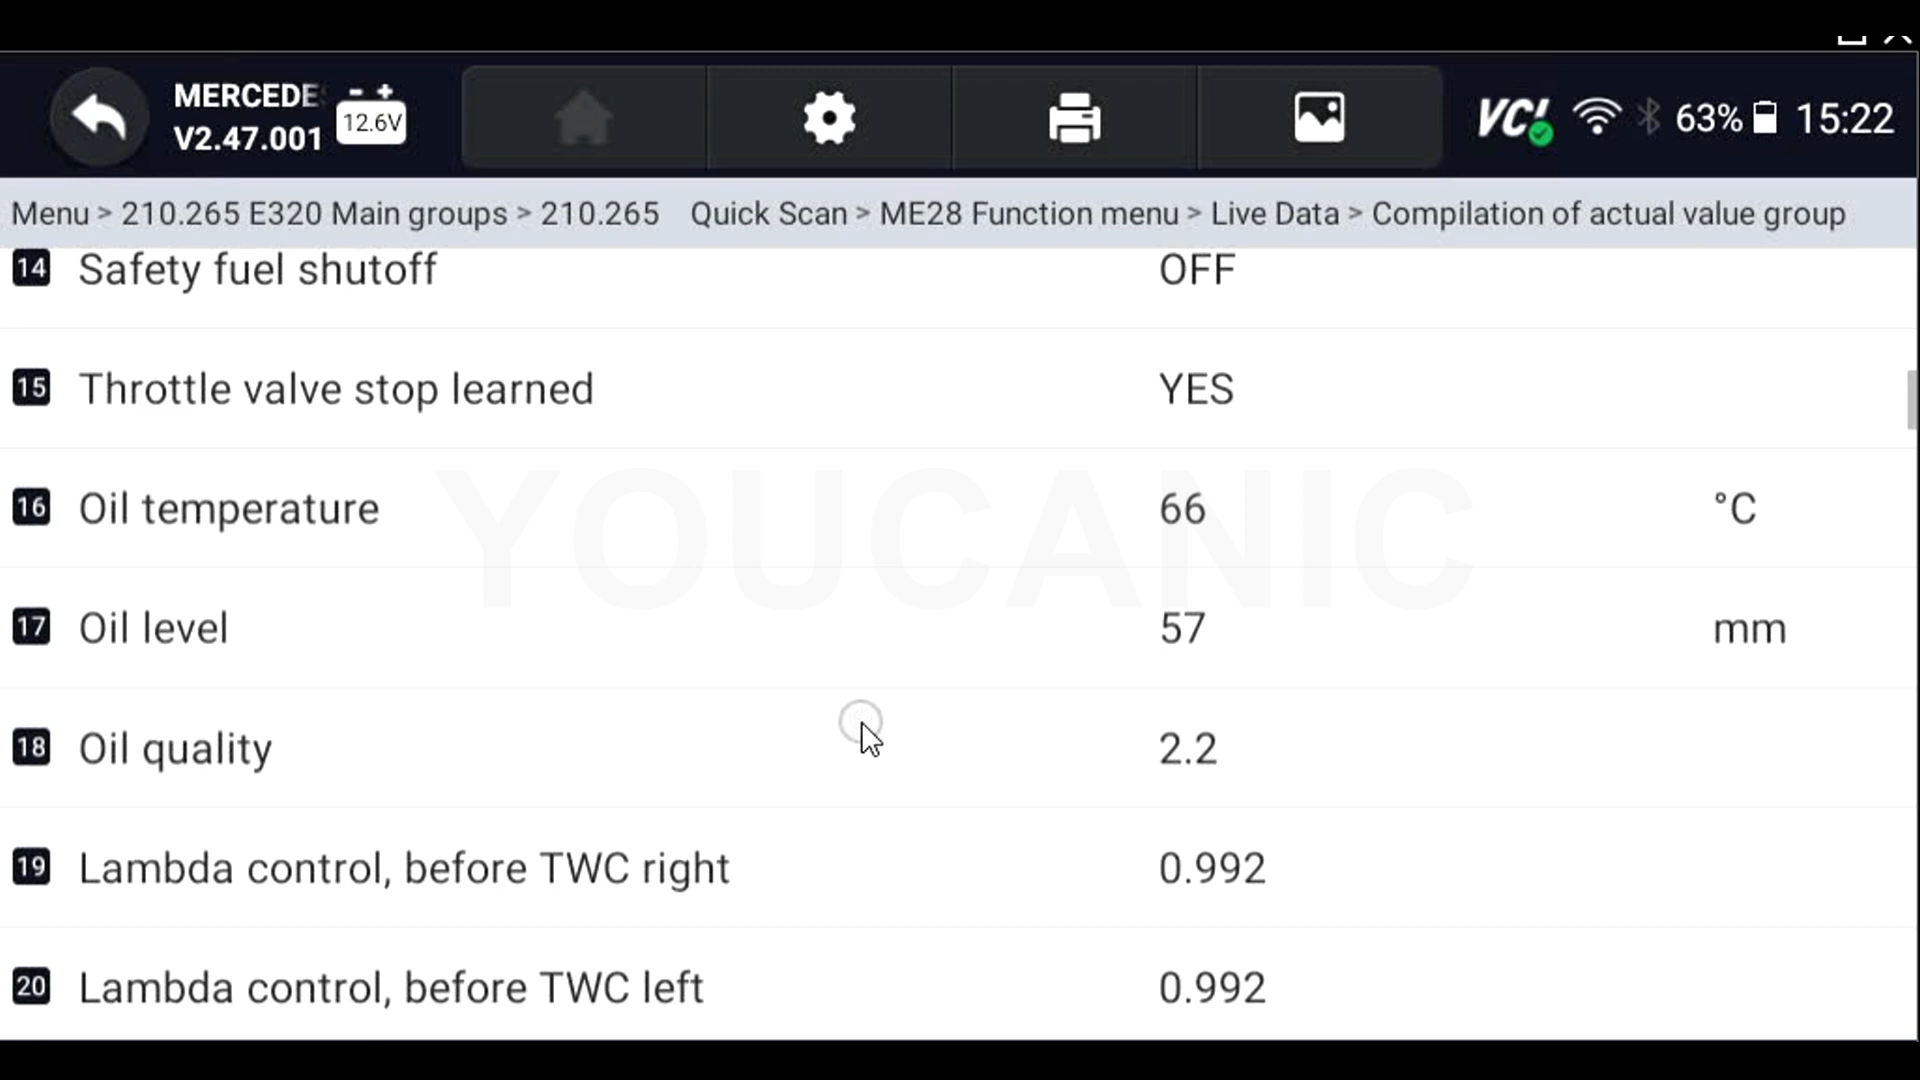 MERCEDE
V2.47.001
12.6V
VCI
63%
15:22
Menu > 210.265 E320 Main groups > 210.265 Quick Scan > ME28 Function menu > Live Data > Compilation of actual value group
14 Safety fuel shutoff OFF
15 Throttle valve stop learned YES
16 Oil temperature 66 °C
YOUCANIC
17 Oil level 57 mm
18 Oil quality 2.2
19 Lambda control, before TWC right 0.992
20 Lambda control, before TWC left 0.992